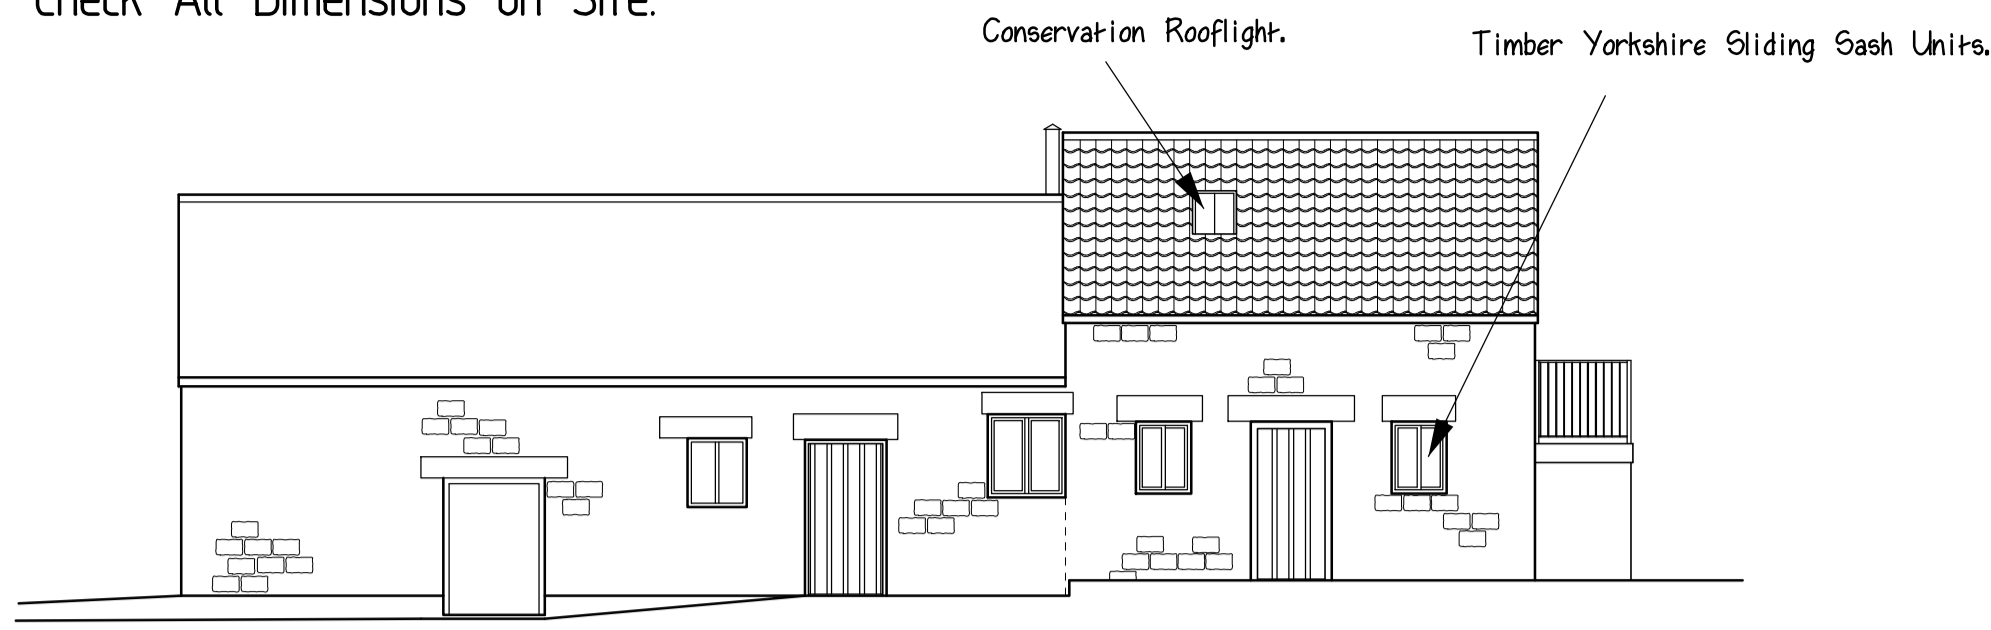 Check All Dimensions on Site.
Conservation Rooflight.
Timber Yorkshire Sliding Sash Units.